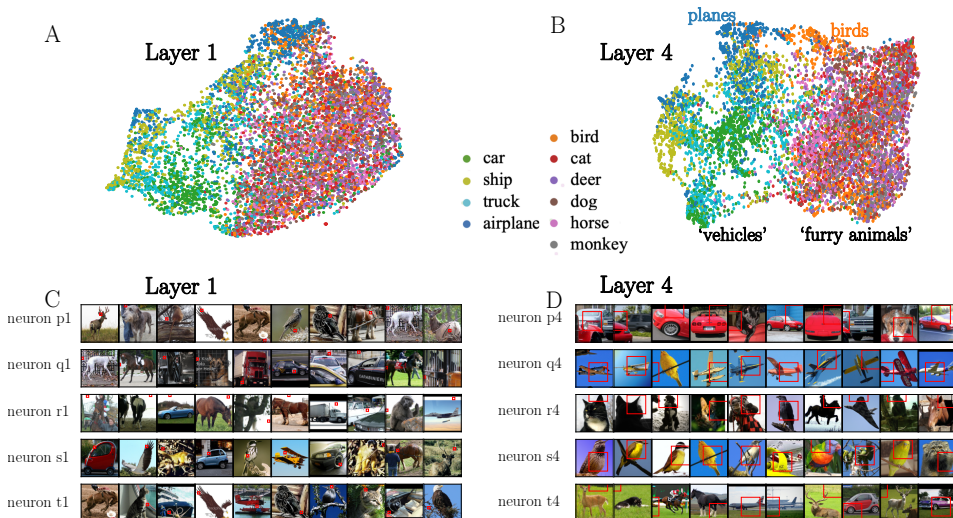 A
Layer 1
B
planes
birds
Layer 4
car
ship
truck
airplane
bird
cat
deer
dog
horse
monkey
'vehicles'
'furry animals'
C
Layer 1
neuron p1
neuron q1
neuron r1
neuron s1
neuron t1
D
Layer 4
neuron p4
neuron q4
neuron r4
neuron s4
neuron t4